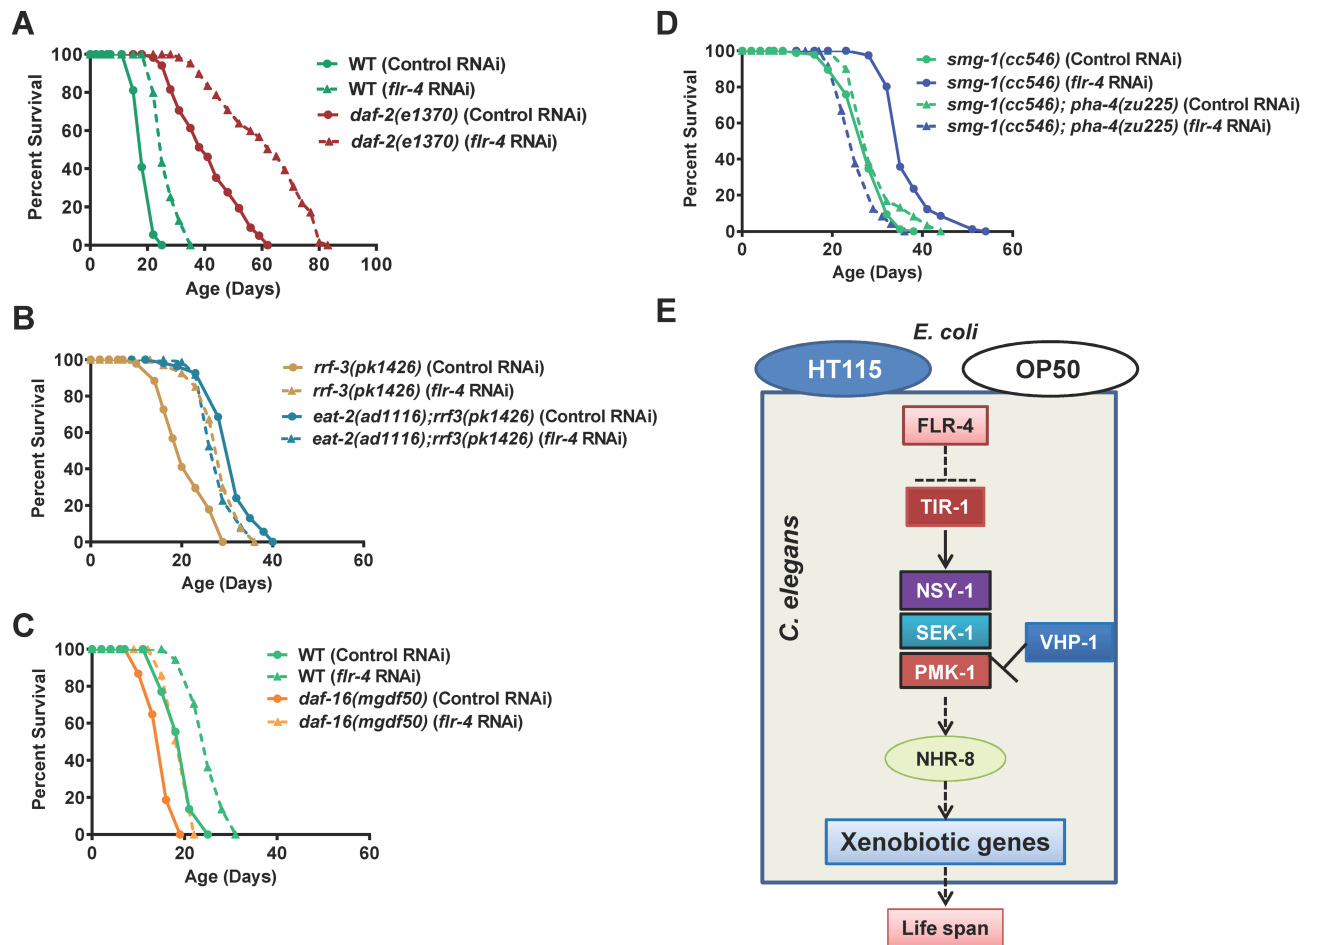 A
100
80
60
40
20
0
Percent Survival
0 20 40 60 80 100
Age (Days)
WT (Control RNAi)
WT (flr-4 RNAi)
daf-2(e1370) (Control RNAi)
daf-2(e1370) (flr-4 RNAi)
B
100
80
60
40
20
0
Percent Survival
0 20 40 60
Age (Days)
rrf-3(pk1426) (Control RNAi)
rrf-3(pk1426) (flr-4 RNAi)
eat-2(ad1116);rrf3(pk1426) (Control RNAi)
eat-2(ad1116);rrf3(pk1426) (flr-4 RNAi)
C
100
80
60
40
20
0
Percent Survival
0 20 40 60
Age (Days)
WT (Control RNAi)
WT (flr-4 RNAi)
daf-16(mgdf50) (Control RNAi)
daf-16(mgdf50) (flr-4 RNAi)
D
100
80
60
40
20
0
Percent Survival
0 20 40 60
Age (Days)
smg-1(cc546) (Control RNAi)
smg-1(cc546) (flr-4 RNAi)
smg-1(cc546); pha-4(zu225) (Control RNAi)
smg-1(cc546); pha-4(zu225) (flr-4 RNAi)
E
E. coli
HT115
OP50
C. elegans
FLR-4
TIR-1
NSY-1
SEK-1
VHP-1
PMK-1
NHR-8
Xenobiotic genes
Life span